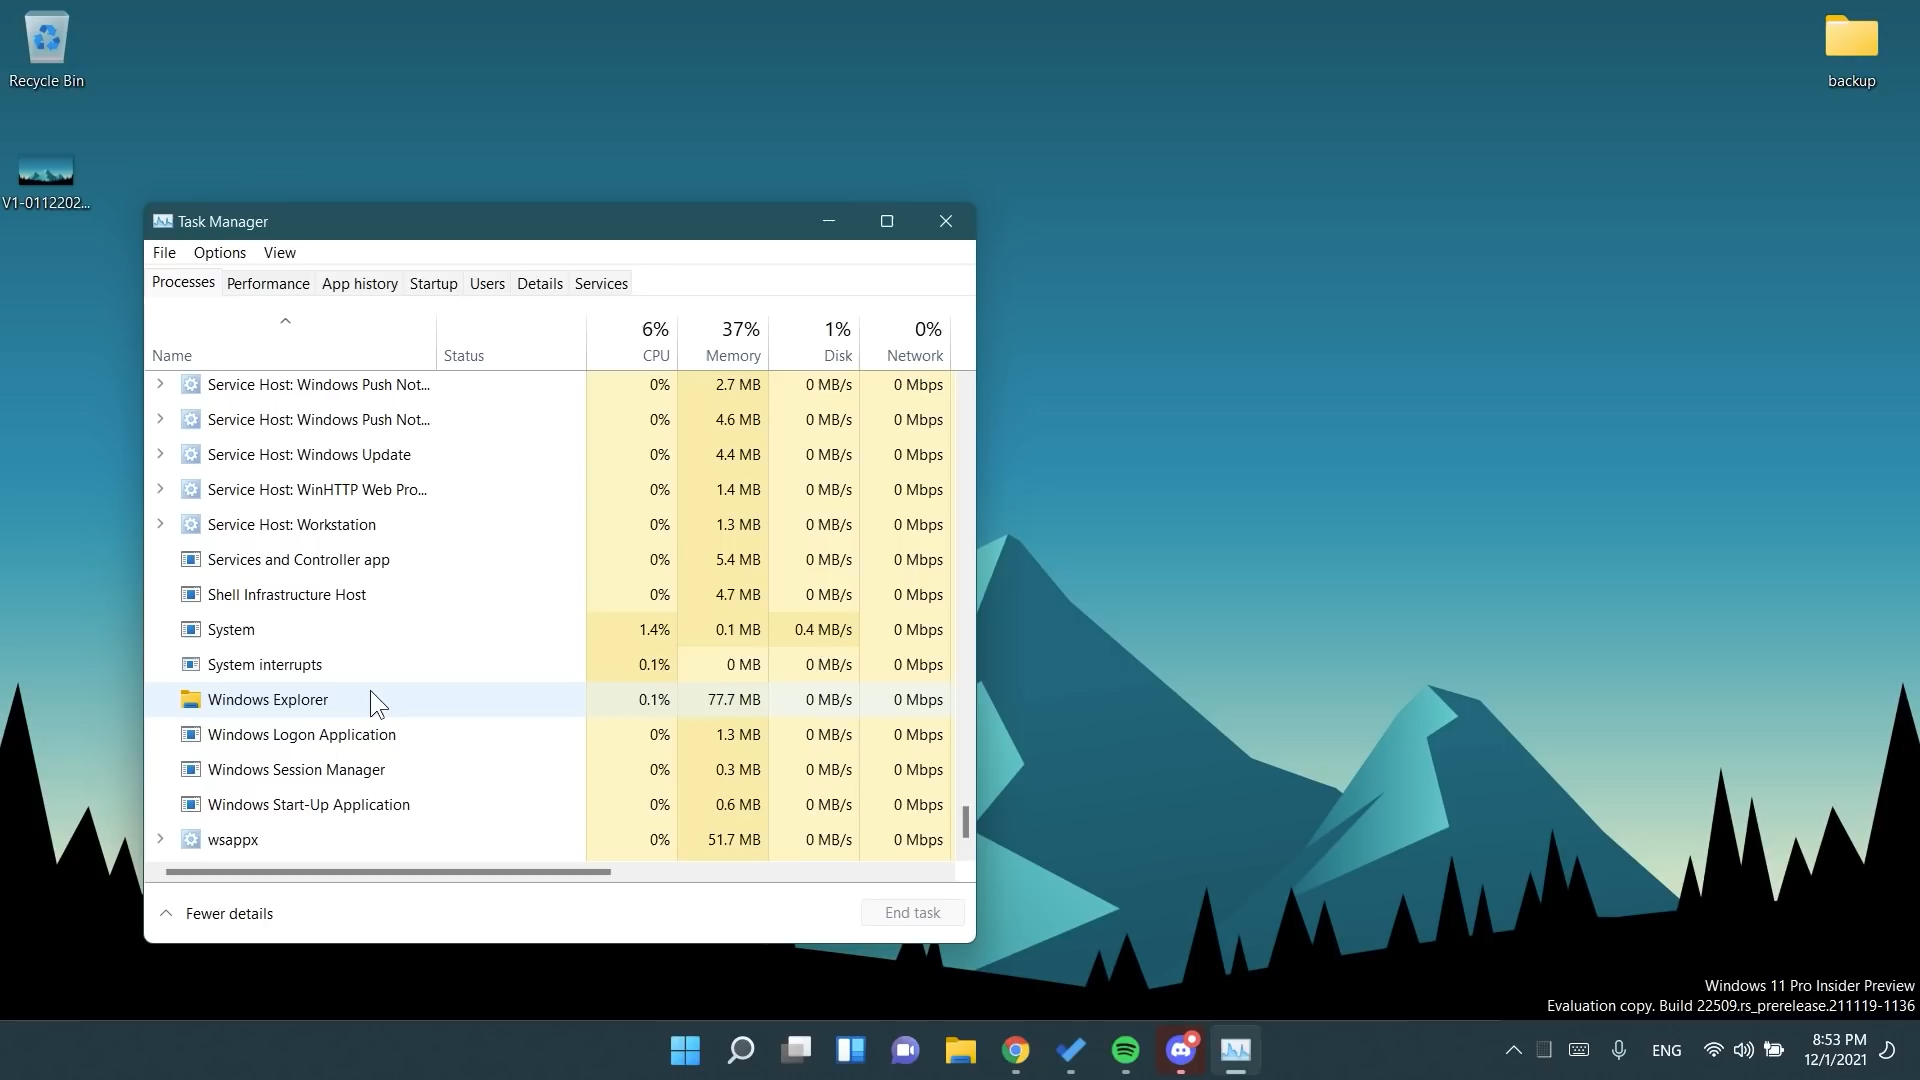 Recycle Bin
backup
V1-0112202...
Task Manager
File Options View
Processes Performance App history Startup Users Details Services
6% 37% 1% 0%
Name Status CPU Memory Disk Network
Service Host: Windows Push Not... 0% 2.7 MB 0 MB/s 0 Mbps
Service Host: Windows Push Not... 0% 4.6 MB 0 MB/s 0 Mbps
Service Host: Windows Update 0% 4.4 MB 0 MB/s 0 Mbps
Service Host: WinHTTP Web Pro... 0% 1.4 MB 0 MB/s 0 Mbps
Service Host: Workstation 0% 1.3 MB 0 MB/s 0 Mbps
Services and Controller app 0% 5.4 MB 0 MB/s 0 Mbps
Shell Infrastructure Host 0% 4.7 MB 0 MB/s 0 Mbps
System 1.4% 0.1 MB 0.4 MB/s 0 Mbps
System interrupts 0.1% 0 MB 0 MB/s 0 Mbps
Windows Explorer 0.1% 77.7 MB 0 MB/s 0 Mbps
Windows Logon Application 0% 1.3 MB 0 MB/s 0 Mbps
Windows Session Manager 0% 0.3 MB 0 MB/s 0 Mbps
Windows Start-Up Application 0% 0.6 MB 0 MB/s 0 Mbps
wsappx 0% 51.7 MB 0 MB/s 0 Mbps
Fewer details End task
Windows 11 Pro Insider Preview
Evaluation copy. Build 22509.rs_prerelease.211119-1136
ENG 8:53 PM
12/1/2021